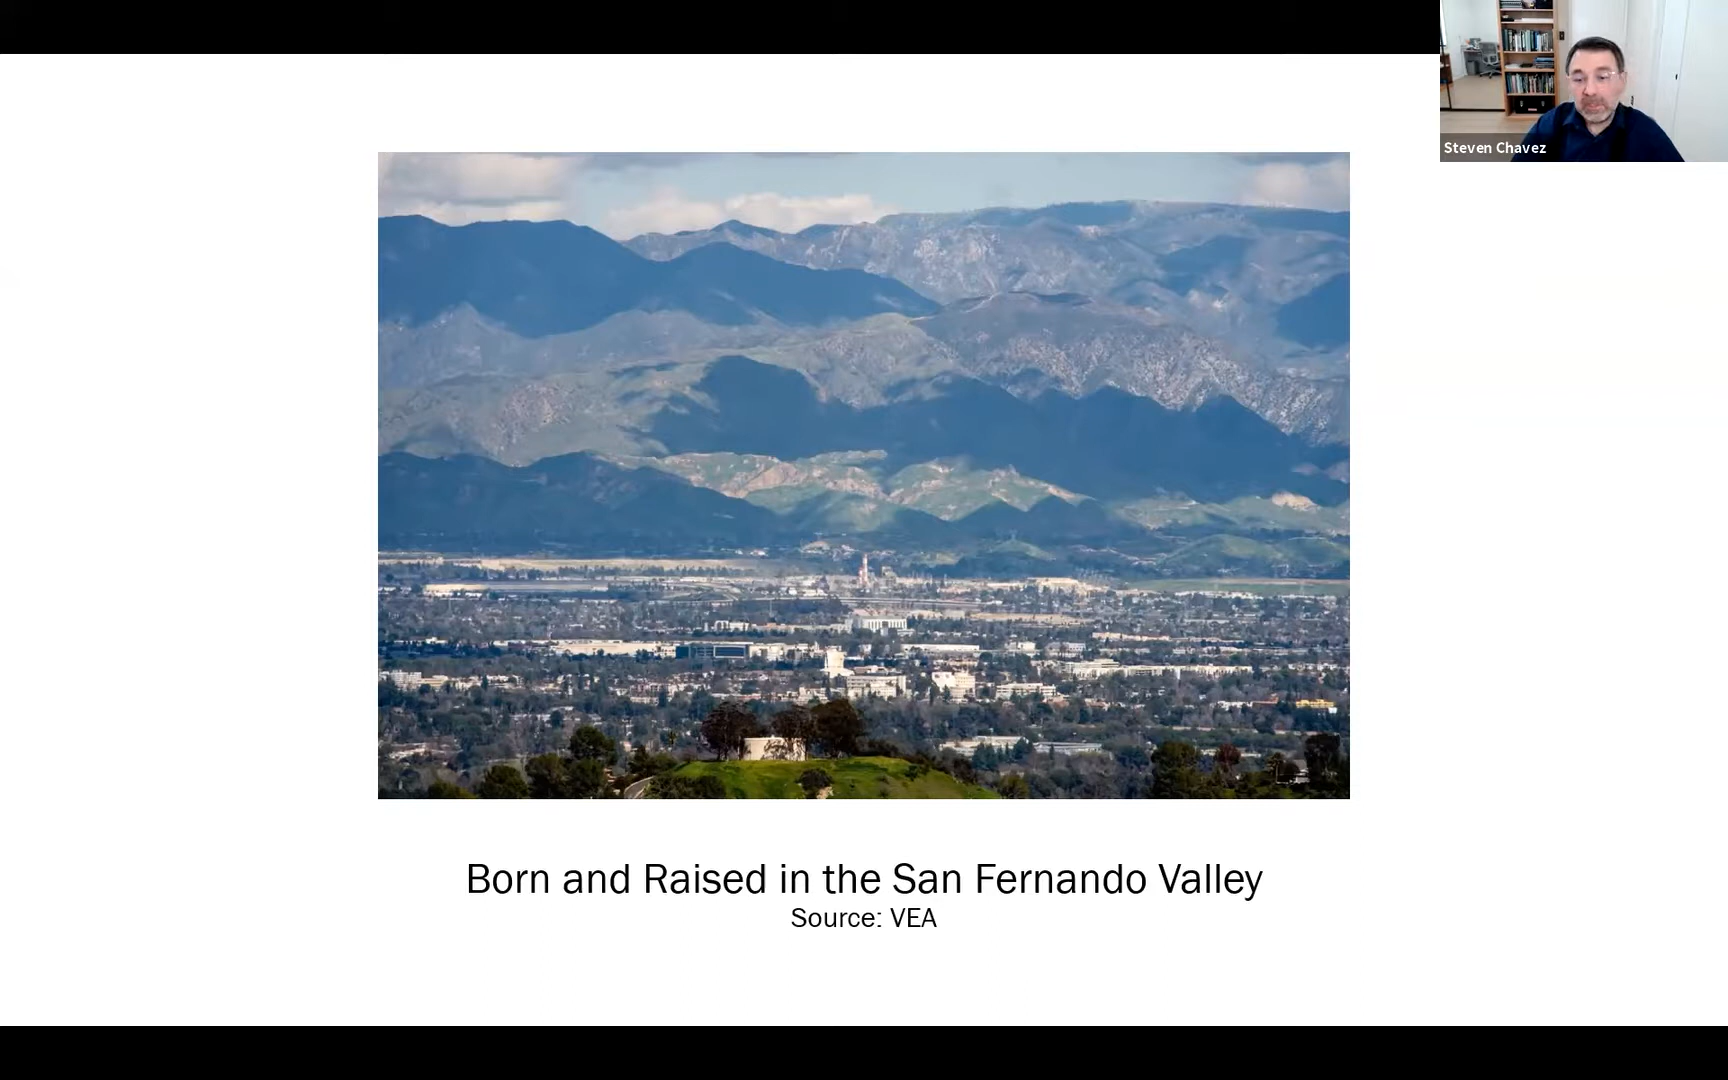 Steven Chavez
Born and Raised in the San Fernando Valley
Source: VEA